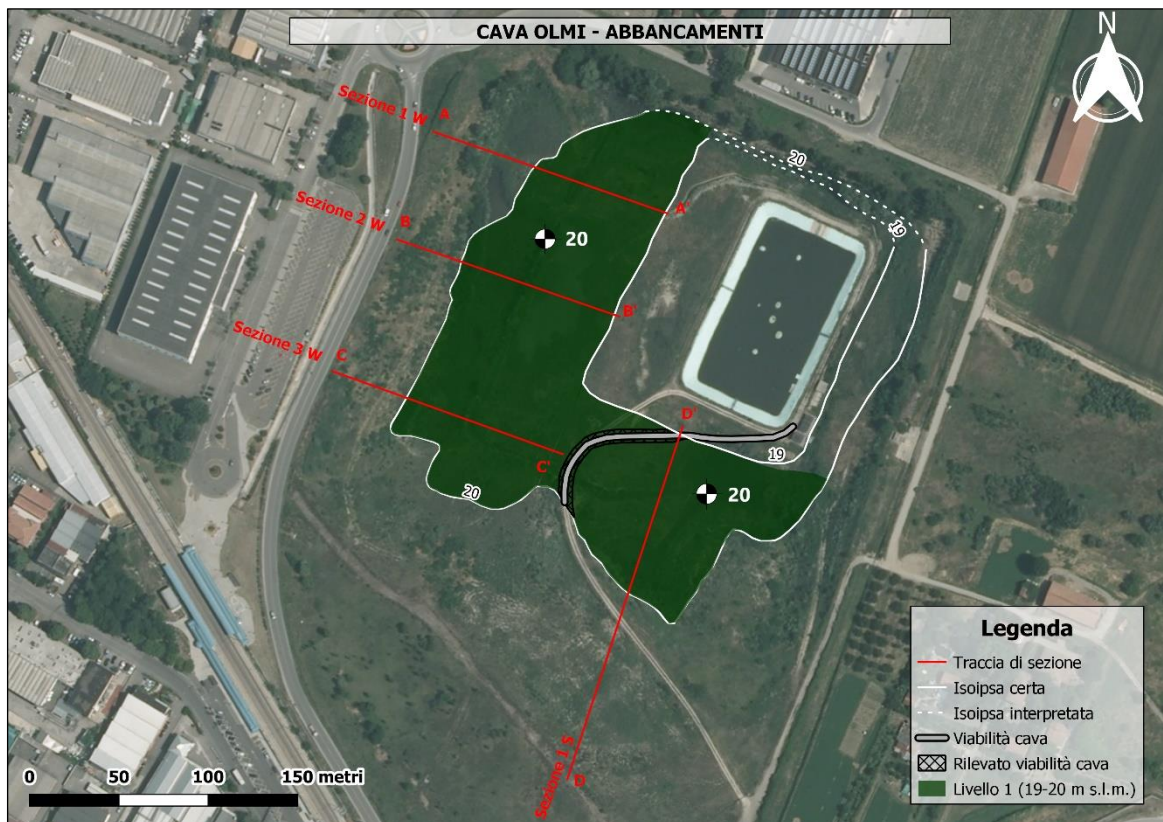 CAVA OLMI - ABBANCAMENTI
N
Sezione 1 W
A
A'
20
Sezione 2 W
B
B'
20
19
Sezione 3 W
C
C'
D'
19
20
20
Sezione 1 S
D
Legenda
Traccia di sezione
Isoipsa certa
Isoipsa interpretata
Viabilità cava
Rilevato viabilità cava
Livello 1 (19-20 m s.l.m.)
0 50 100 150 metri